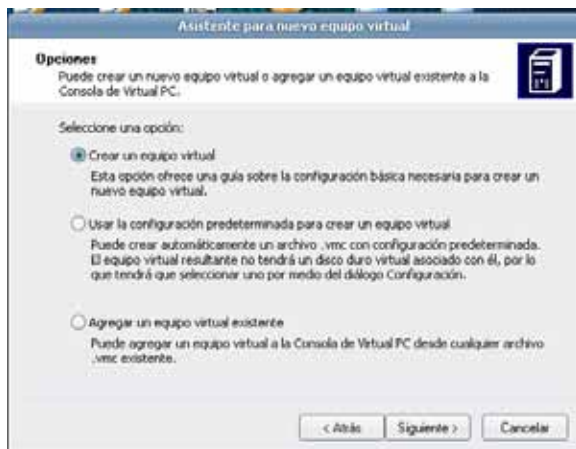 Asistente para nuevo equipo virtual
Opciones
Puede crear un nuevo equipo virtual o agregar un equipo virtual existente a la
Consola de Virtual PC.
Seleccione una opción:
Crear un equipo virtual
Esta opción ofrece una guía sobre la configuración básica necesaria para crear un
nuevo equipo virtual.
Usar la configuración predeterminada para crear un equipo virtual
Puede crear automáticamente un archivo .vmc con configuración predeterminada.
El equipo virtual resultante no tendrá un disco duro virtual asociado con él, por lo
que tendrá que seleccionar uno por medio del diálogo Configuración.
Agregar un equipo virtual existente
Puede agregar un equipo virtual a la Consola de Virtual PC desde cualquier archivo
.vmc existente.
< Atrás
Siguiente >
Cancelar